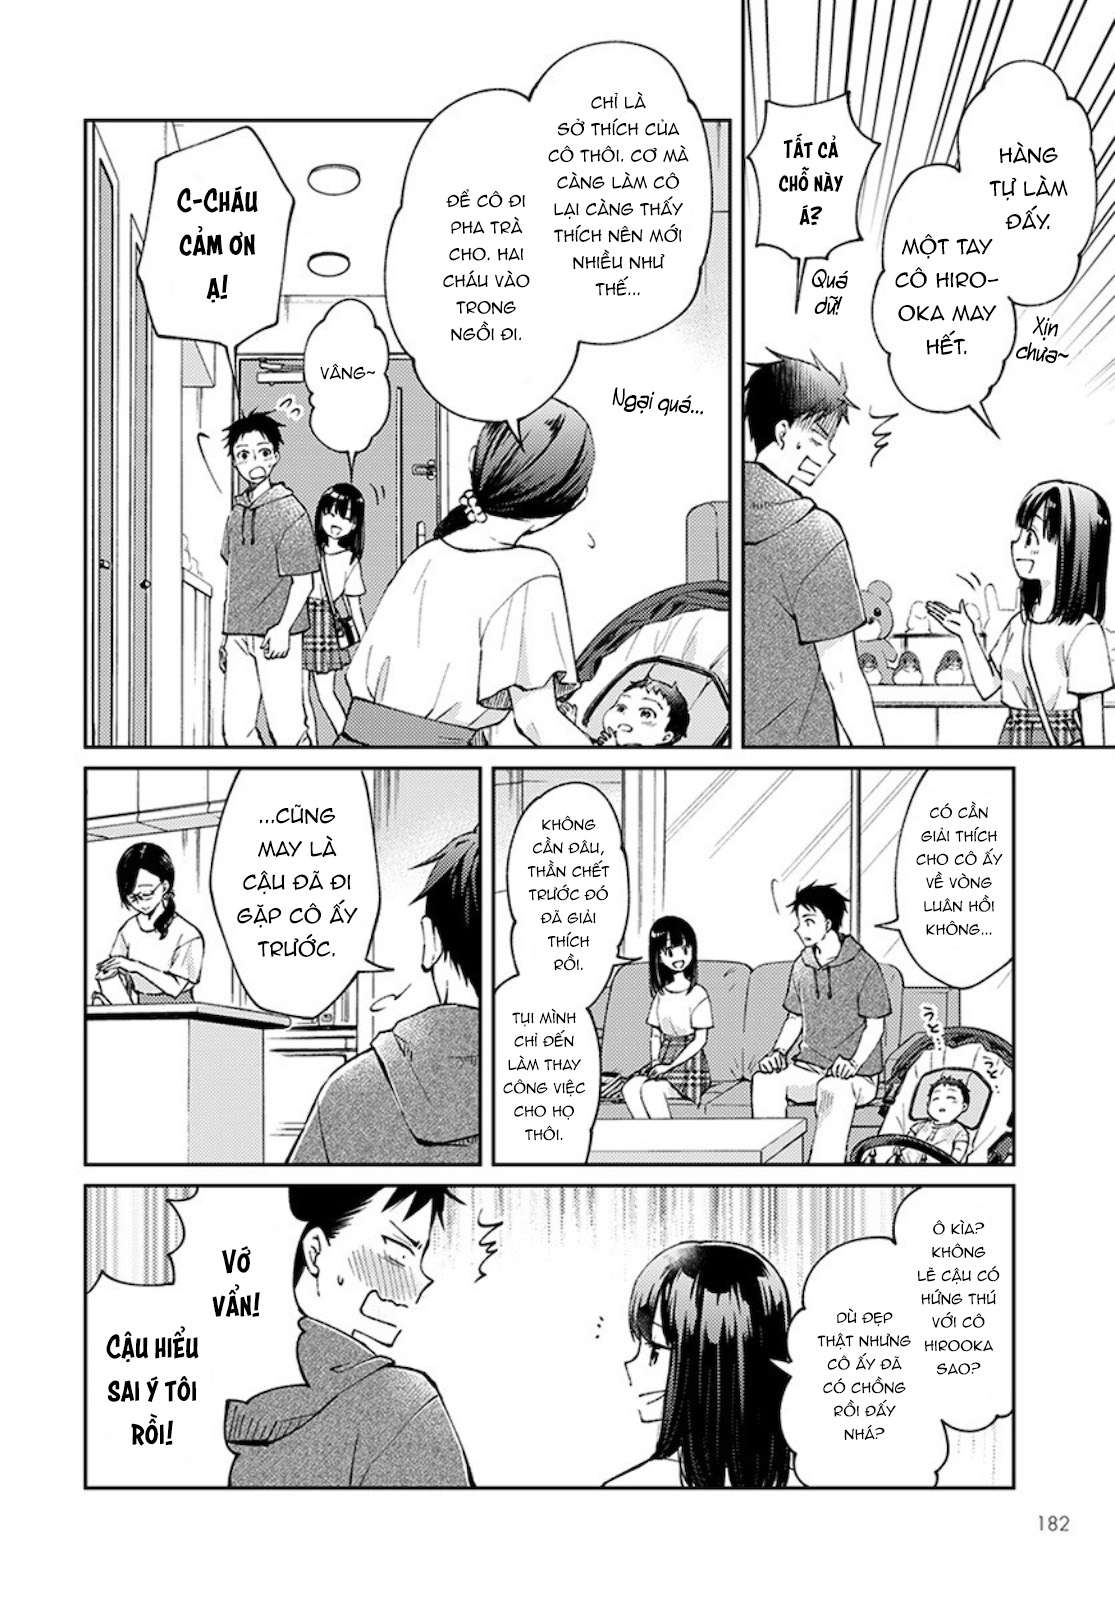 HÀNG
TỰ LÀM
ĐẤY.
MỘT TAY
CÔ HIRO-
OKA MAY
HẾT.
Xịn
chưa~
TẤT CẢ
CHỖ NÀY
Á?
Quá
dữ!
CHỈ LÀ
SỞ THÍCH CỦA
CÔ THÔI. CƠ MÀ
CÀNG LÀM CÔ
LẠI CÀNG THẤY
THÍCH NÊN MỚI
NHIỀU NHƯ
THẾ...
ĐỂ CÔ ĐI
PHA TRÀ
CHO. HAI
CHÁU VÀO
TRONG
NGỒI ĐI.
Ngại quá...
VÂNG~
C-CHÁU
CẢM ƠN
Ạ!
CÓ CẦN
GIẢI THÍCH
CHO CÔ ẤY
VỀ VÒNG
LUÂN HỒI
KHÔNG...
KHÔNG
CẦN ĐÂU,
THẦN CHẾT
TRƯỚC ĐÓ
ĐÃ GIẢI
THÍCH
RỒI.
TỤI MÌNH
CHỈ ĐẾN
LÀM THAY
CÔNG VIỆC
CHO HỌ
THÔI.
うと…
うと…
...CŨNG
MAY LÀ
CẬU ĐÃ ĐI
GẶP CÔ ẤY
TRƯỚC.
Ô KÌA?
KHÔNG
LẼ CẬU CÓ
HỨNG THÚ
VỚI CÔ
HIROOKA
SAO?
DÙ ĐẸP
THẬT NHƯNG
CÔ ẤY ĐÃ
CÓ CHỒNG
RỒI ĐẤY
NHÁ?
VỚ
VẨN!
CẬU HIỂU
SAI Ý TÔI
RỒI!
182